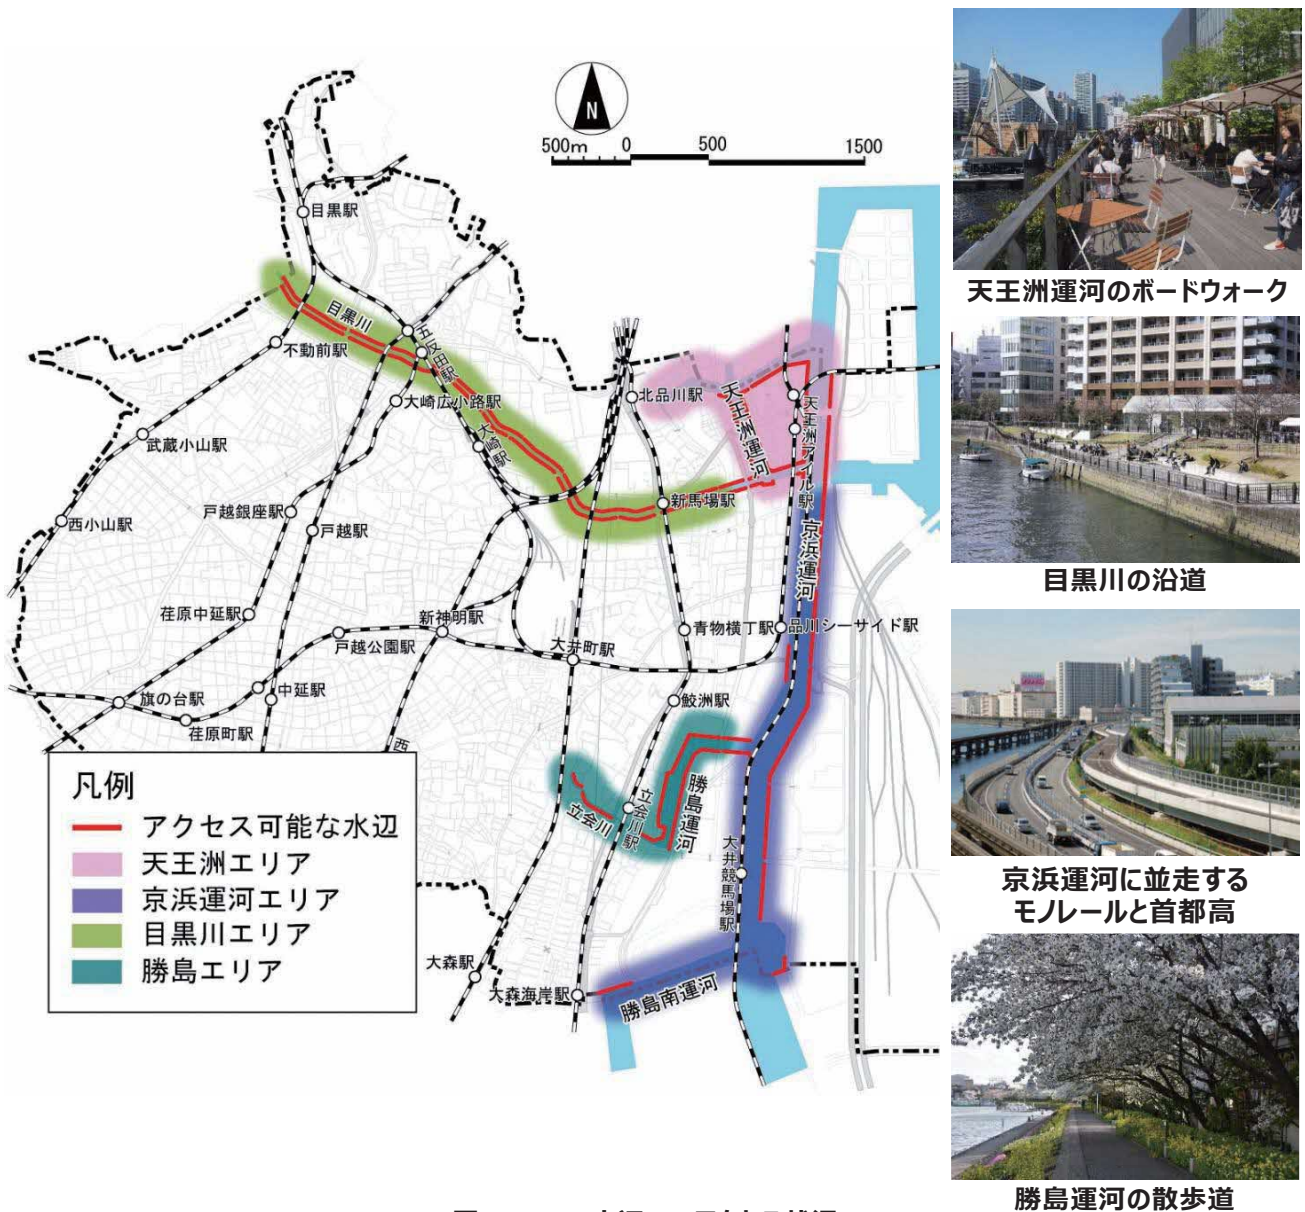 N
500m 0 500 1500
目黒駅
目黒川
不動前駅
五反田駅
大崎広小路駅
大崎駅
北品川駅
天王洲運河
天王洲アイル駅
武蔵小山駅
戸越銀座駅
戸越駅
西小山駅
新馬場駅
京浜運河
荏原中延駅
新神明駅
戸越公園駅
大井町駅
青物横丁駅
品川シーサイド駅
中延駅
旗の台駅
荏原町駅
西
鮫洲駅
勝島運河
立会川
立会川駅
大井競馬場駅
大森駅
大森海岸駅
勝島南運河
凡例
アクセス可能な水辺
天王洲エリア
京浜運河エリア
目黒川エリア
勝島エリア
天王洲運河のボードウォーク
目黒川の沿道
京浜運河に並走する
モノレールと首都高
勝島運河の散歩道